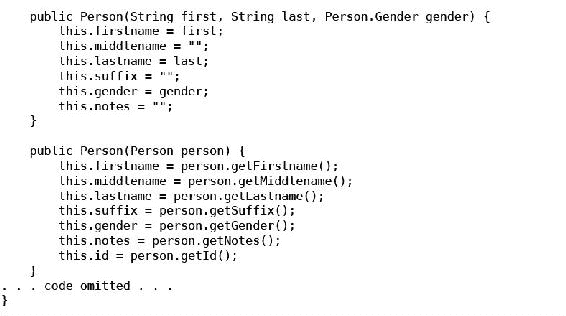 public Person(String first, String last, Person.Gender gender) {
this.firstname = first;
this.middlename = "";
this.lastname = last;
this.suffix = "";
this.gender = gender;
this.notes = "";
}
public Person(Person person) {
this.firstname = person.getFirstname();
this.middlename = person.getMiddlename();
this.lastname = person.getLastname();
this.suffix = person.getSuffix();
this.gender = person.getGender();
this.notes = person.getNotes();
this.id = person.getId();
}
. . . code omitted . . .
}